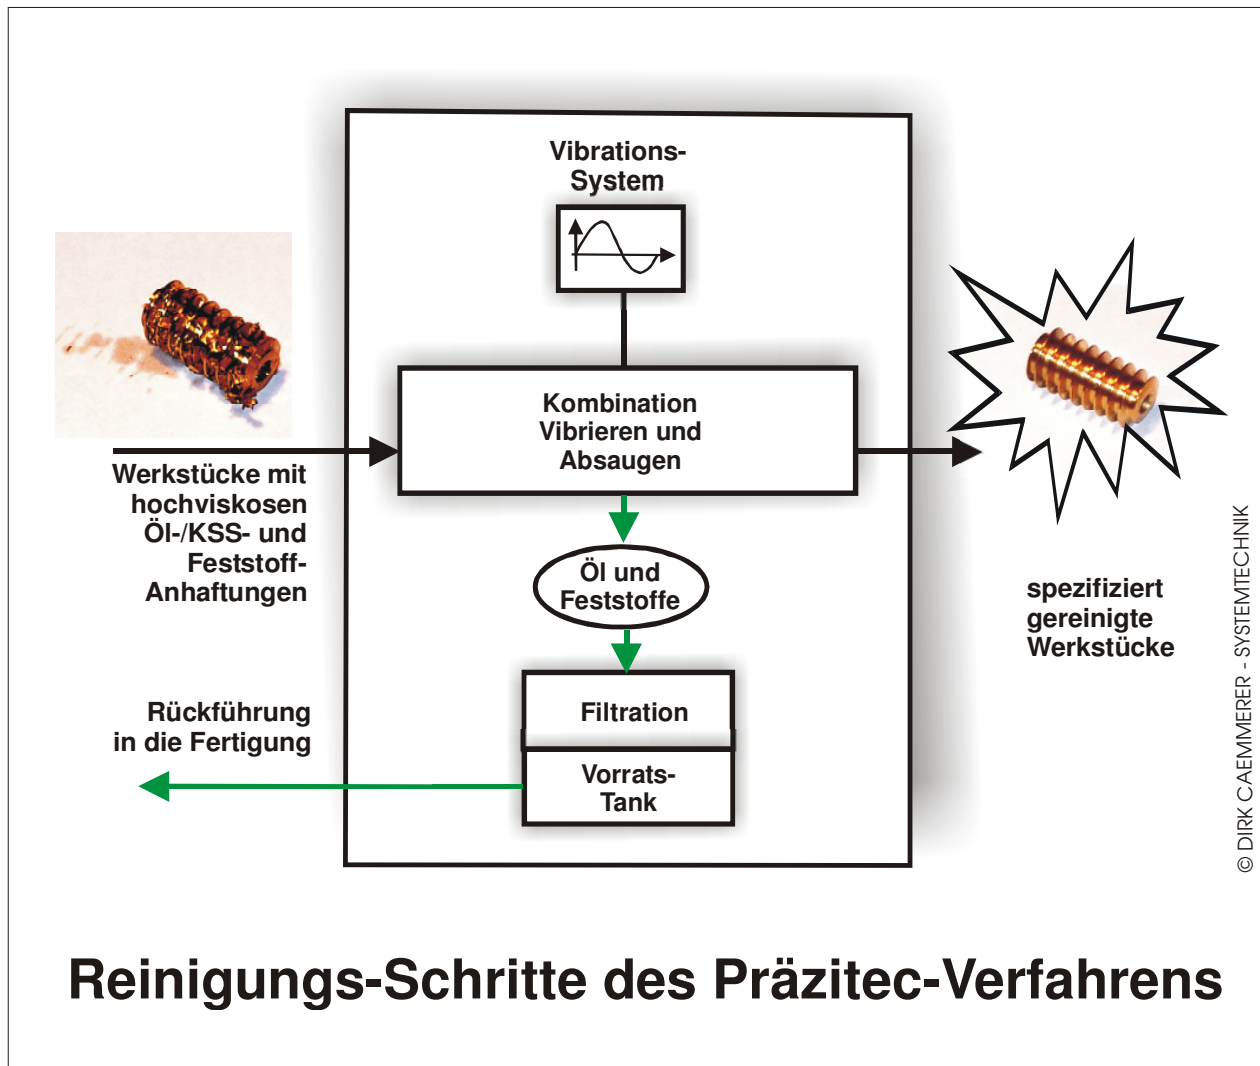 Vibrations-
System
Kombination
Vibrieren und
Absaugen
Werkstücke mit
hochviskosen
Öl-/KSS- und
Feststoff-
Anhaftungen
Öl und
Feststoffe
spezifiziert
gereinigte
Werkstücke
Filtration
Vorrats-
Tank
Rückführung
in die Fertigung
© DIRK CAEMMERER - SYSTEMTECHNIK
Reinigungs-Schritte des Präzitec-Verfahrens